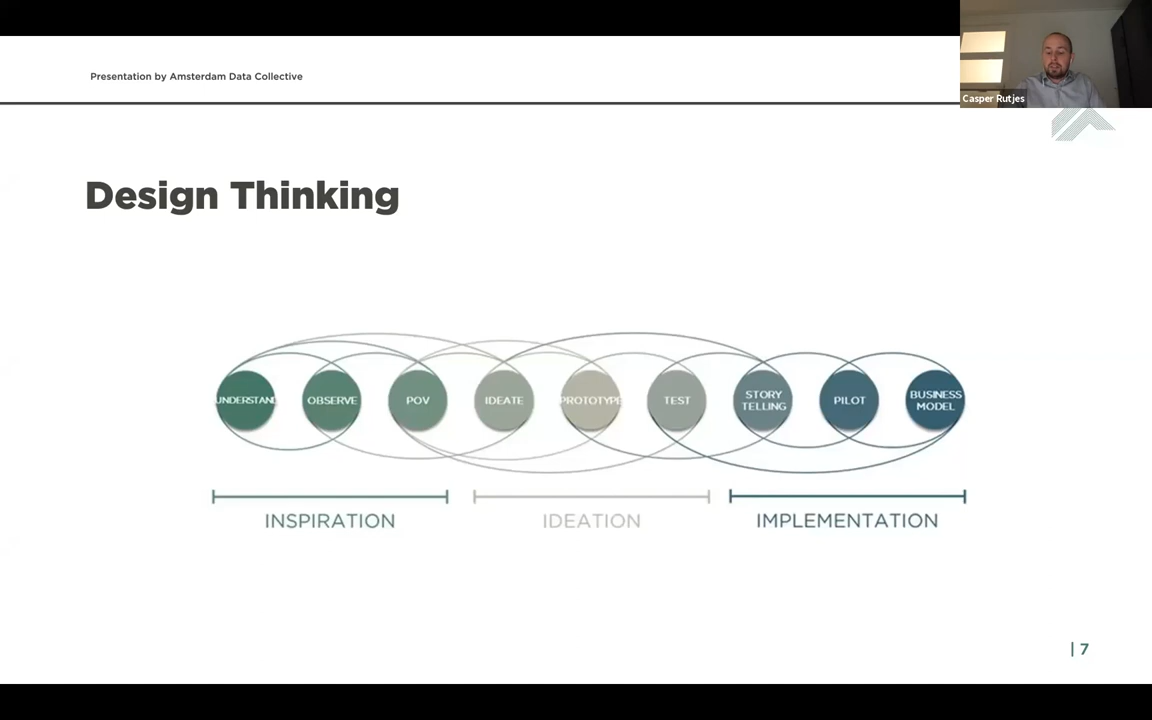 Presentation by Amsterdam Data Collective
Casper Rutjes
Design Thinking
UNDERSTAND
OBSERVE
POV
IDEATE
PROTOTYPE
TEST
STORY
TELLING
PILOT
BUSINESS
MODEL
INSPIRATION
IDEATION
IMPLEMENTATION
| 7